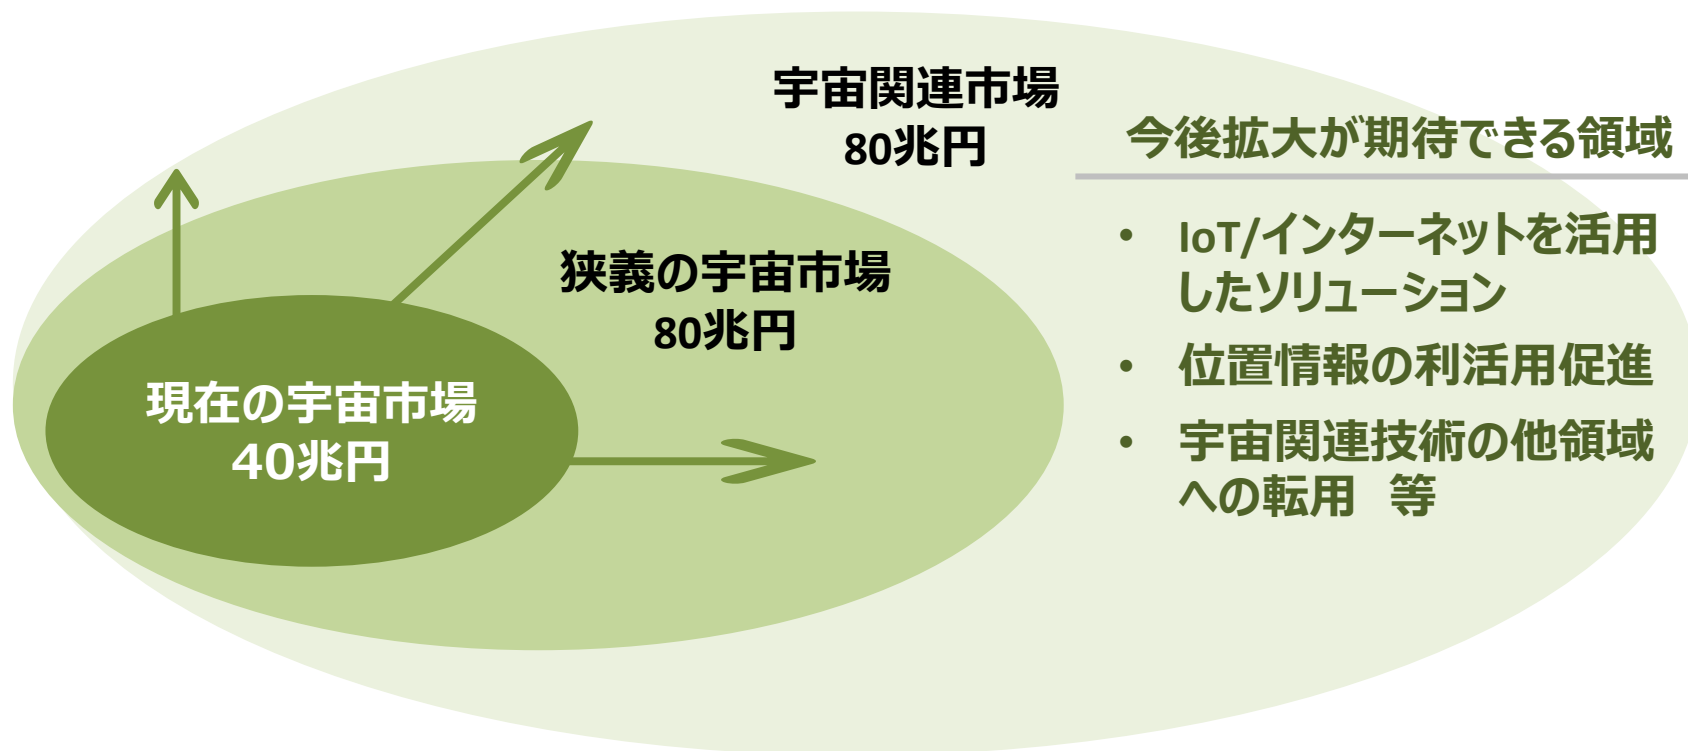 宇宙関連市場
80兆円
今後拡大が期待できる領域
狭義の宇宙市場
80兆円
現在の宇宙市場
40兆円
• IoT/インターネットを活用
したソリューション
• 位置情報の利活用促進
• 宇宙関連技術の他領域
への転用　等